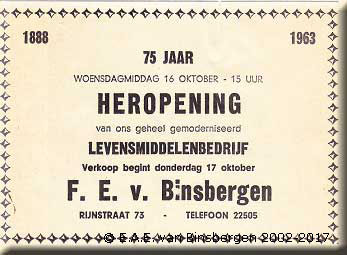 1888 1963
75 JAAR
WOENSDAGMIDDAG 16 OKTOBER - 15 UUR
HEROPENING
van ons geheel gemoderniseerd
LEVENSMIDDELENBEDRIJF
Verkoop begint donderdag 17 oktober
F. E. v. Binsbergen
RIJNSTRAAT 73 - TELEFOON 22505
© E.A.E. van Binsbergen 2002-2017